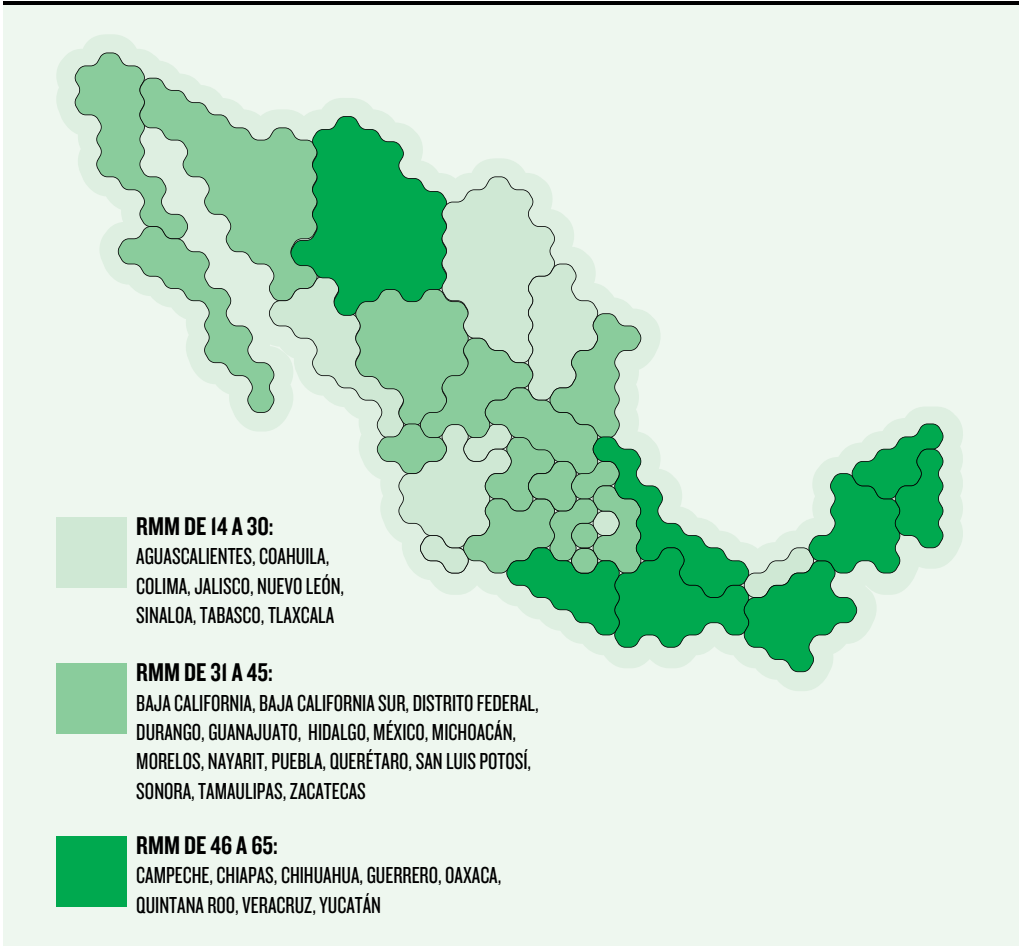 RMM DE 14 A 30:
AGUASCALIENTES, COAHUILA,
COLIMA, JALISCO, NUEVO LEÓN,
SINALOA, TABASCO, TLAXCALA
RMM DE 31 A 45:
BAJA CALIFORNIA, BAJA CALIFORNIA SUR, DISTRITO FEDERAL,
DURANGO, GUANAJUATO, HIDALGO, MÉXICO, MICHOACÁN,
MORELOS, NAYARIT, PUEBLA, QUERÉTARO, SAN LUIS POTOSÍ,
SONORA, TAMAULIPAS, ZACATECAS
RMM DE 46 A 65:
CAMPECHE, CHIAPAS, CHIHUAHUA, GUERRERO, OAXACA,
QUINTANA ROO, VERACRUZ, YUCATÁN